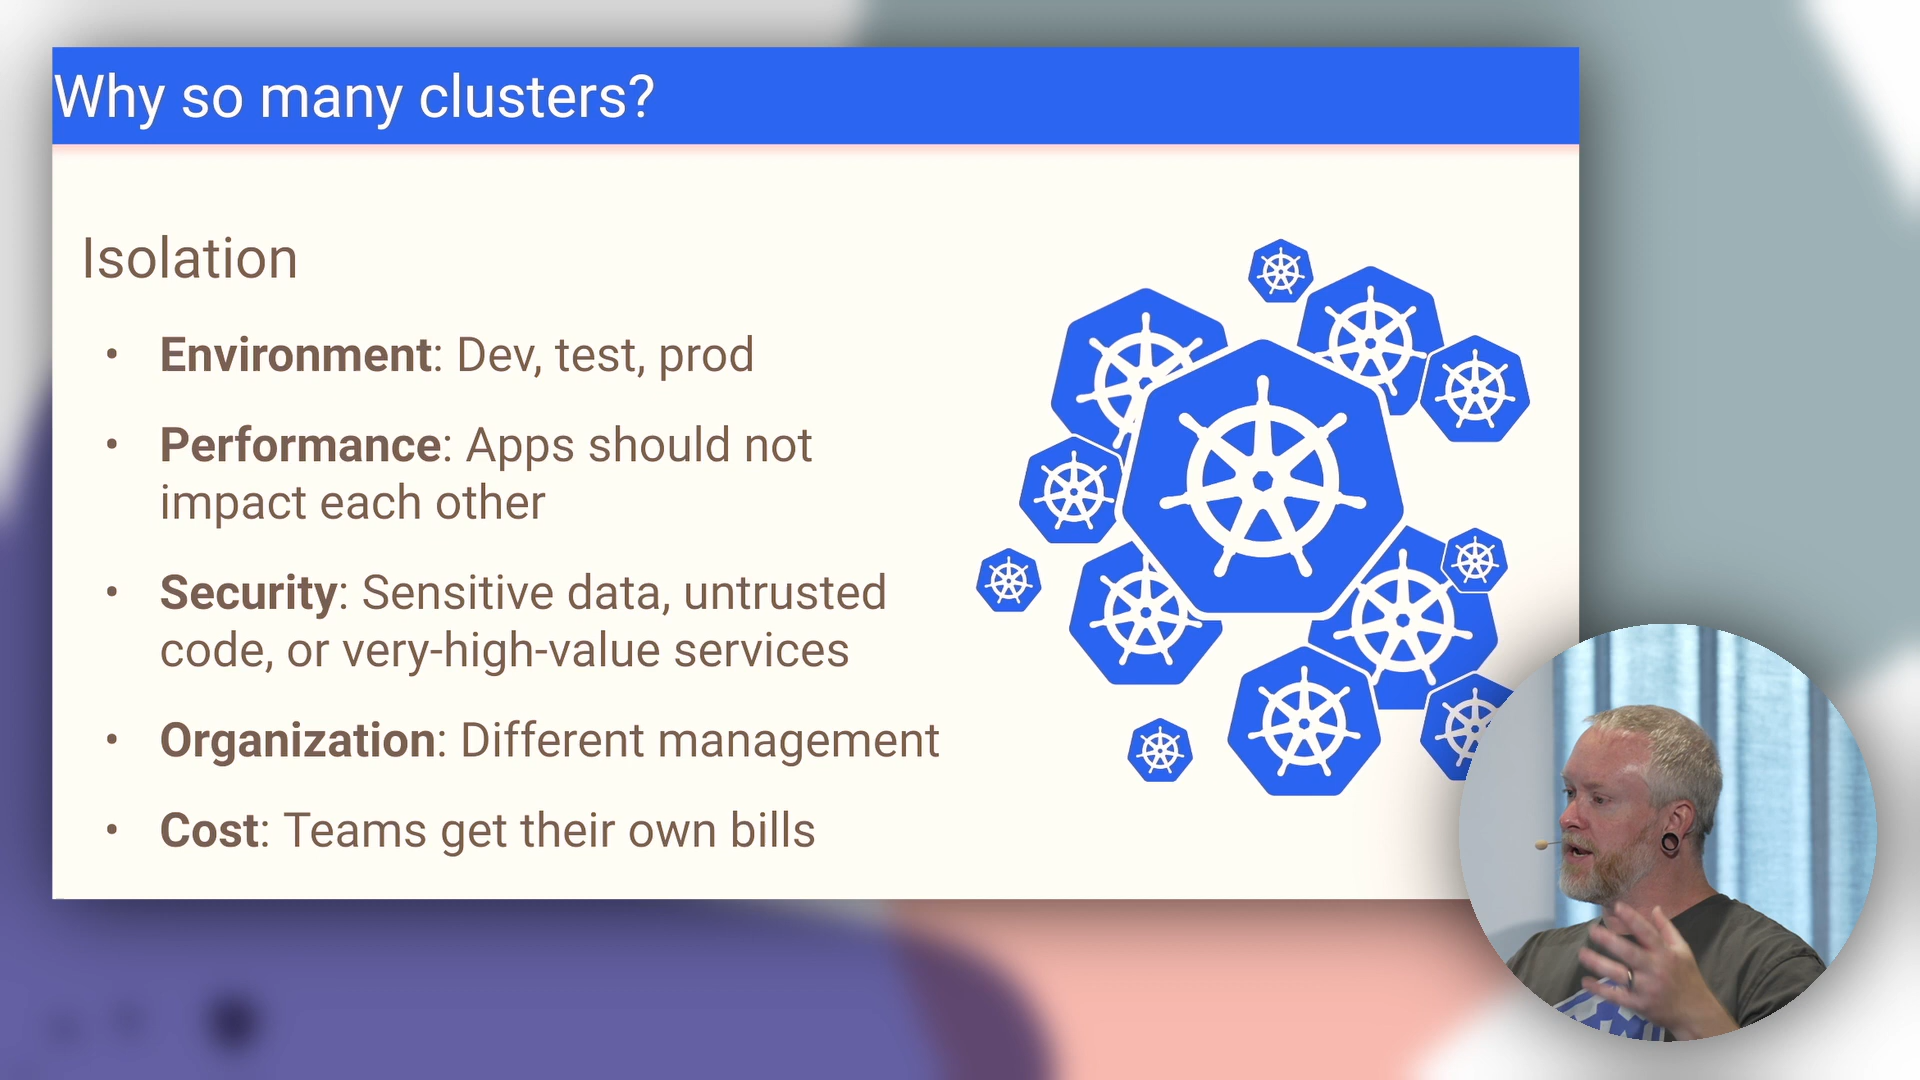 Why so many clusters?
Isolation
• Environment: Dev, test, prod
• Performance: Apps should not
impact each other
• Security: Sensitive data, untrusted
code, or very-high-value services
• Organization: Different management
• Cost: Teams get their own bills